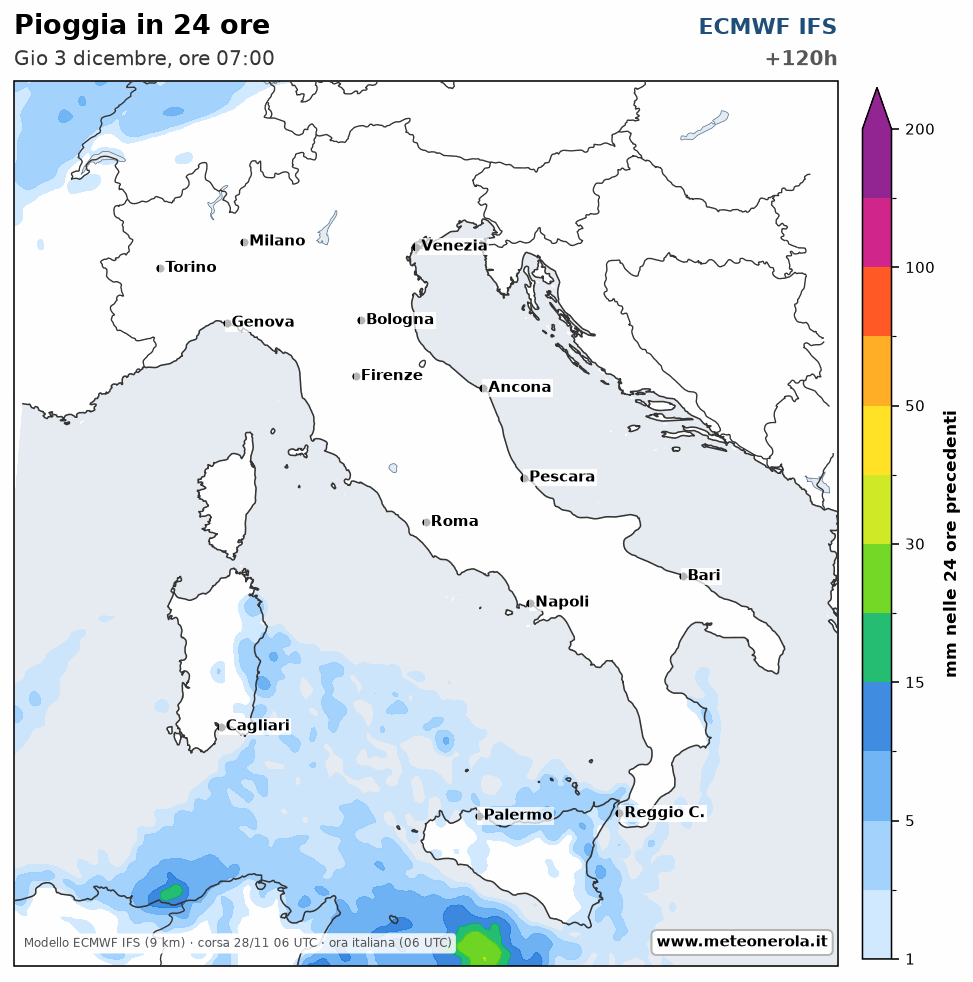 Pioggia in 24 ore
ECMWF IFS
Gio 3 dicembre, ore 07:00
+120h
200
Milano
Venezia
Torino
100
Bologna
Genova
Firenze
Ancona
50
Pescara
Roma
30
Bari
Napoli
mm nelle 24 ore precedenti
15
Cagliari
Palermo
Reggio C.
5
Modello ECMWF IFS (9 km) · corsa 28/11 06 UTC · ora italiana (06 UTC)
www.meteonerola.it
1